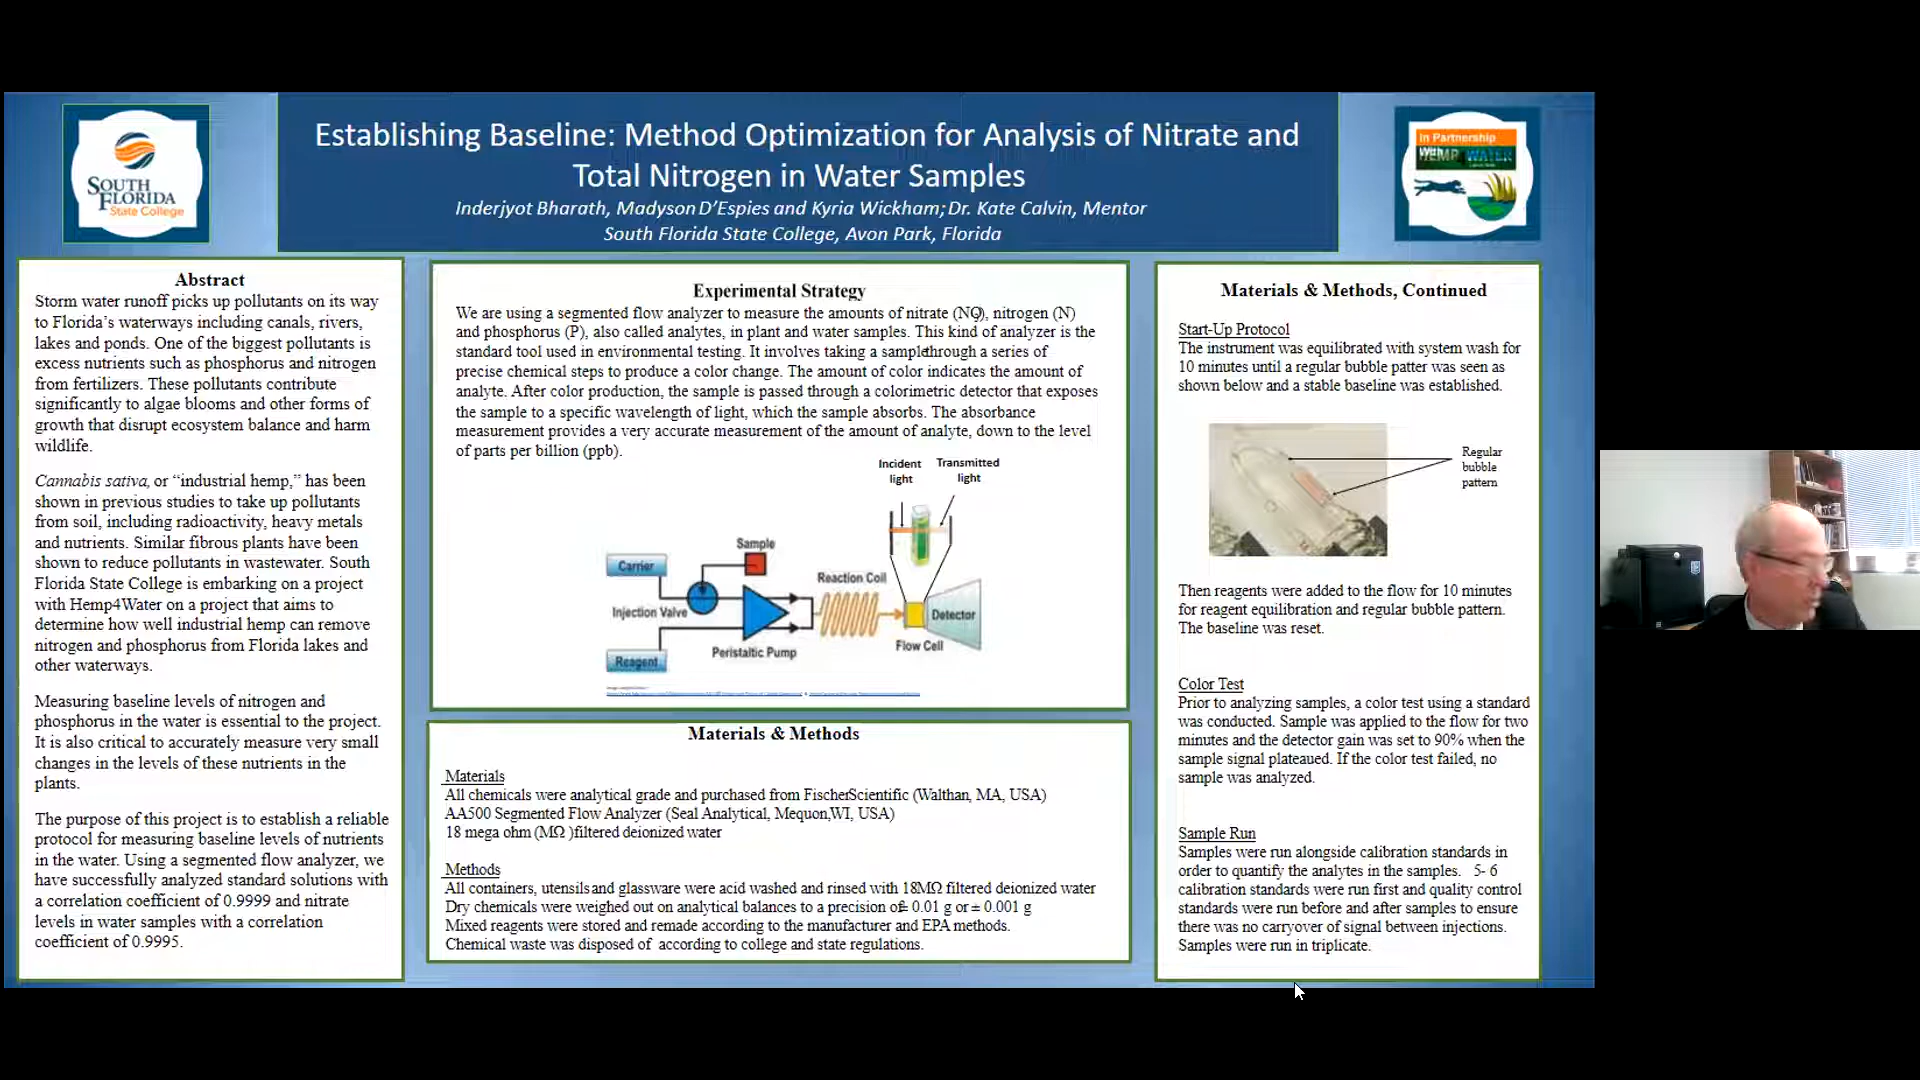 SOUTH
FLORIDA
State College
Establishing Baseline: Method Optimization for Analysis of Nitrate and
Total Nitrogen in Water Samples
Inderjyot Bharath, Madyson D'Espies and Kyria Wickham; Dr. Kate Calvin, Mentor
South Florida State College, Avon Park, Florida
In Partnership
With
HEMP WATER
Abstract
Storm water runoff picks up pollutants on its way
to Florida's waterways including canals, rivers,
lakes and ponds. One of the biggest pollutants is
excess nutrients such as phosphorus and nitrogen
from fertilizers. These pollutants contribute
significantly to algae blooms and other forms of
growth that disrupt ecosystem balance and harm
wildlife.
Cannabis sativa, or "industrial hemp," has been
shown in previous studies to take up pollutants
from soil, including radioactivity, heavy metals
and nutrients. Similar fibrous plants have been
shown to reduce pollutants in wastewater. South
Florida State College is embarking on a project
with Hemp4Water on a project that aims to
determine how well industrial hemp can remove
nitrogen and phosphorus from Florida lakes and
other waterways.
Measuring baseline levels of nitrogen and
phosphorus in the water is essential to the project.
It is also critical to accurately measure very small
changes in the levels of these nutrients in the
plants.
The purpose of this project is to establish a reliable
protocol for measuring baseline levels of nutrients
in the water. Using a segmented flow analyzer, we
have successfully analyzed standard solutions with
a correlation coefficient of 0.9999 and nitrate
levels in water samples with a correlation
coefficient of 0.9995.
Experimental Strategy
We are using a segmented flow analyzer to measure the amounts of nitrate (NO3), nitrogen (N)
and phosphorus (P), also called analytes, in plant and water samples. This kind of analyzer is the
standard tool used in environmental testing. It involves taking a sample through a series of
precise chemical steps to produce a color change. The amount of color indicates the amount of
analyte. After color production, the sample is passed through a colorimetric detector that exposes
the sample to a specific wavelength of light, which the sample absorbs. The absorbance
measurement provides a very accurate measurement of the amount of analyte, down to the level
of parts per billion (ppb).
Incident
light
Transmitted
light
Sample
Carrier
Reaction Coil
Injection Valve
Detector
Flow Cell
Peristaltic Pump
Reagent
Materials & Methods
Materials
All chemicals were analytical grade and purchased from FischerScientific (Walthan, MA, USA)
AA500 Segmented Flow Analyzer (Seal Analytical, Mequon,WI, USA)
18 mega ohm (MΩ )filtered deionized water
Methods
All containers, utensils and glassware were acid washed and rinsed with 18MΩ filtered deionized water
Dry chemicals were weighed out on analytical balances to a precision of± 0.01 g or ± 0.001 g
Mixed reagents were stored and remade according to the manufacturer and EPA methods.
Chemical waste was disposed of according to college and state regulations.
Materials & Methods, Continued
Start-Up Protocol
The instrument was equilibrated with system wash for
10 minutes until a regular bubble patter was seen as
shown below and a stable baseline was established.
Regular
bubble
pattern
Then reagents were added to the flow for 10 minutes
for reagent equilibration and regular bubble pattern.
The baseline was reset.
Color Test
Prior to analyzing samples, a color test using a standard
was conducted. Sample was applied to the flow for two
minutes and the detector gain was set to 90% when the
sample signal plateaued. If the color test failed, no
sample was analyzed.
Sample Run
Samples were run alongside calibration standards in
order to quantify the analytes in the samples. 5- 6
calibration standards were run first and quality control
standards were run before and after samples to ensure
there was no carryover of signal between injections.
Samples were run in triplicate.